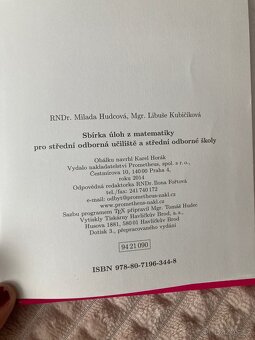 RNDr. Milada Hudcová, Mgr. Libuše Kubičíková
Sbírka úloh z matematiky
pro střední odborná učiliště a střední odborné školy
Obálku navrhl Karel Horák
Vydalo nakladatelství Prometheus, spol. s r. o.,
Čestmírova 10, 14000 Praha 4,
roku 2014
Odpovědná redaktorka RNDr. Ilona Fořtová
tel./fax: 241 740 172
e-mail: odbyt@prometheus-nakl.cz
www.prometheus-nakl.cz
Sazbu programem TeX připravil Mgr. Tomáš Hudec
Vytiskly Tiskárny Havlíčkův Brod, a. s.
Husova 1881, 58001 Havlíčkův Brod
Dotisk 3., přepracovaného vydání
94 21 090
ISBN 978-80-7196-344-8